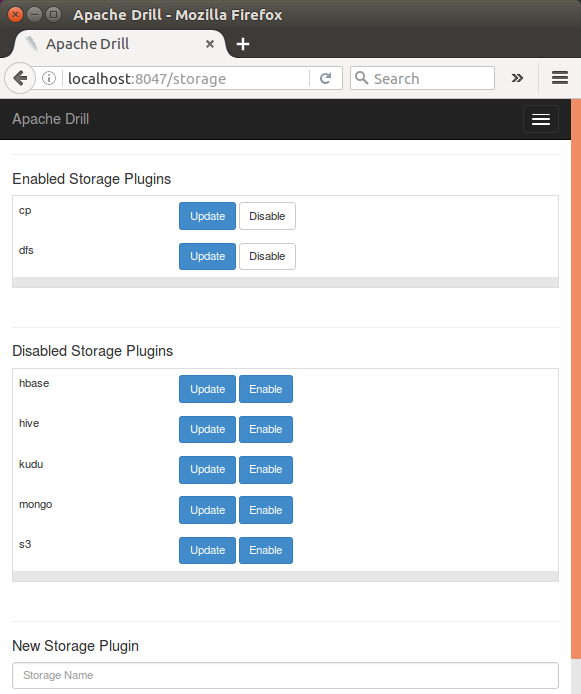 Apache Drill - Mozilla Firefox
Apache Drill
localhost:8047/storage
Search
Apache Drill
Enabled Storage Plugins
cp Update Disable
dfs Update Disable
Disabled Storage Plugins
hbase Update Enable
hive Update Enable
kudu Update Enable
mongo Update Enable
s3 Update Enable
New Storage Plugin
Storage Name